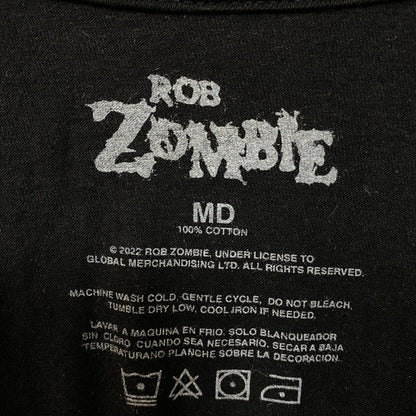 ROB
ZOMBIE
MD
100% COTTON
© 2022 ROB ZOMBIE, UNDER LICENSE TO
GLOBAL MERCHANDISING LTD. ALL RIGHTS RESERVED.
MACHINE WASH COLD, GENTLE CYCLE, DO NOT BLEACH,
TUMBLE DRY LOW, COOL IRON IF NEEDED.
LAVAR A MAQUINA EN FRIO. SOLO BLANQUEADOR
SIN CLORO CUANDO SEA NECESARIO. SECAR A BAJA
TEMPERATURANO PLANCHE SOBRE LA DECORACION.